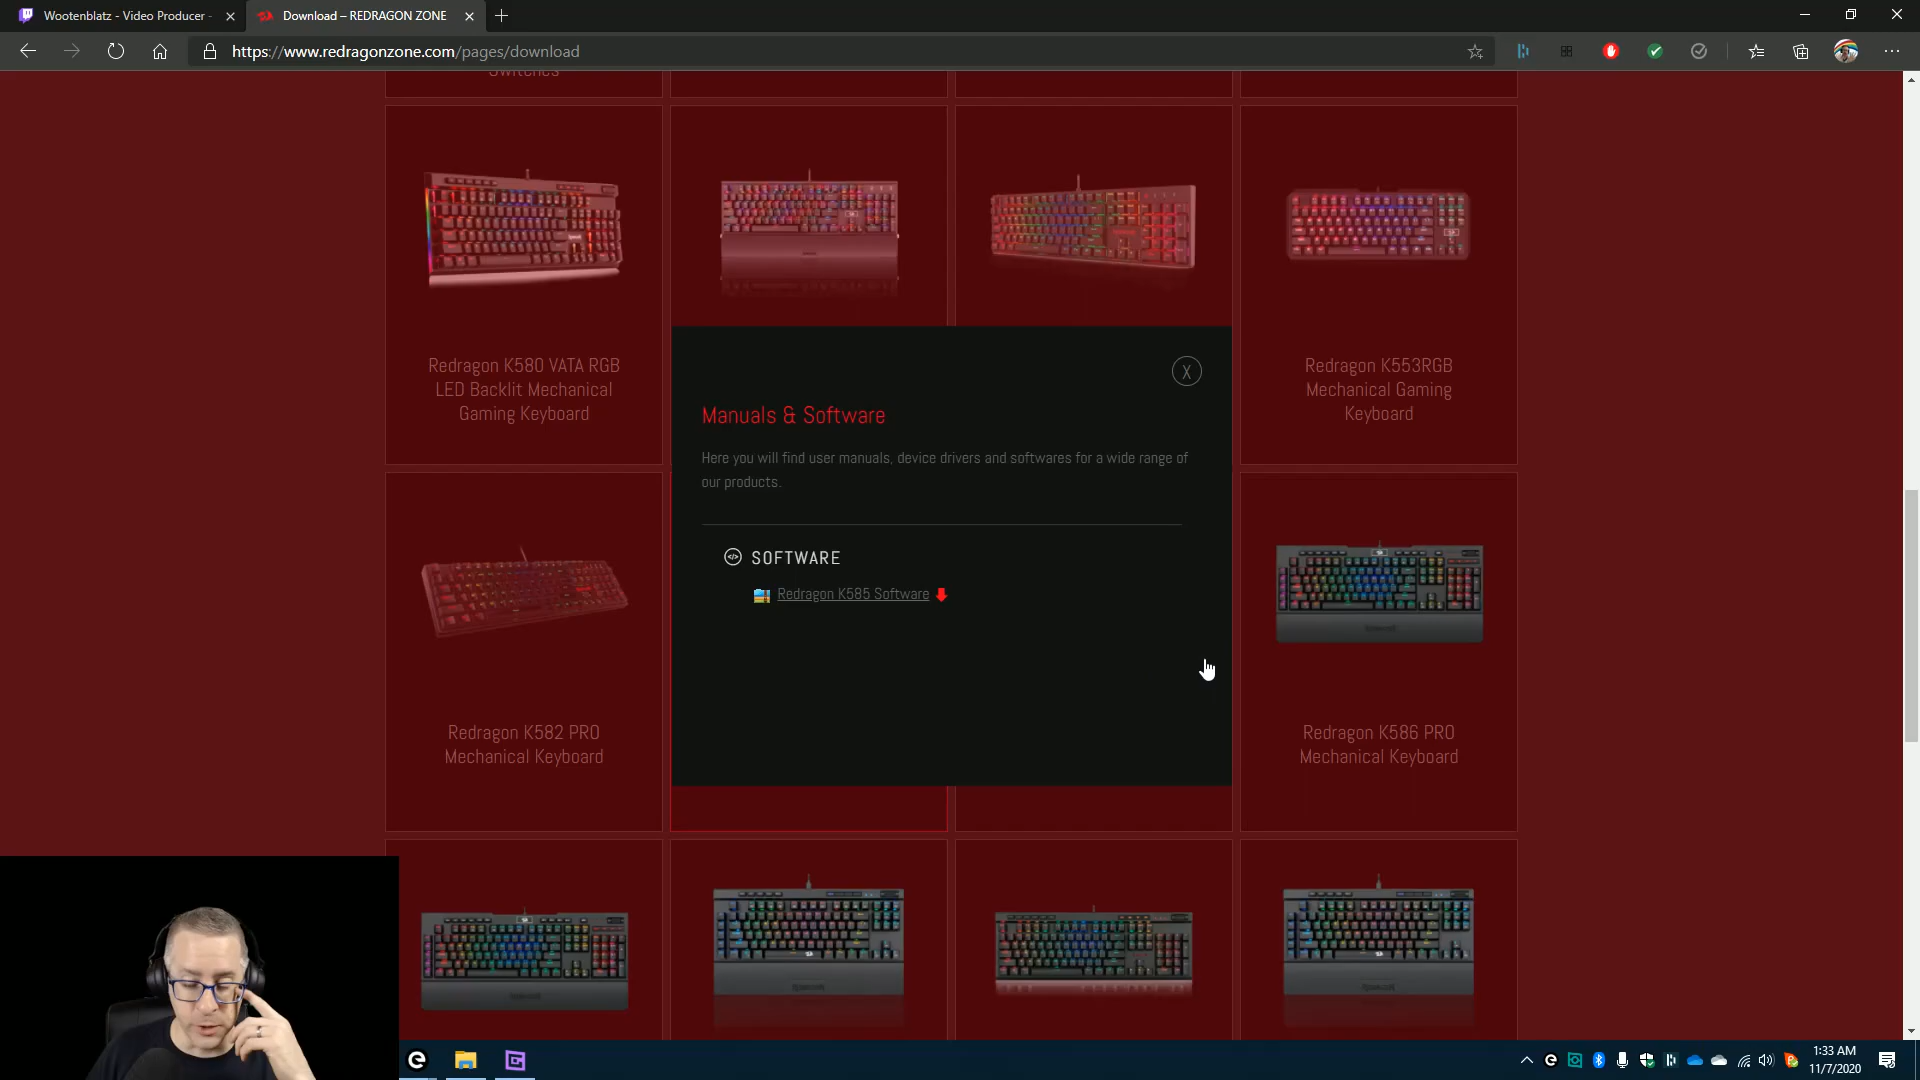 Wootenblatz - Video Producer -
Download – REDRAGON ZONE
https://www.redragonzone.com/pages/download
Switches
Redragon K580 VATA RGB
LED Backlit Mechanical
Gaming Keyboard
Redragon K553RGB
Mechanical Gaming
Keyboard
X
Manuals & Software
Here you will find user manuals, device drivers and softwares for a wide range of
our products.
SOFTWARE
Redragon K585 Software
Redragon K582 PRO
Mechanical Keyboard
Redragon K586 PRO
Mechanical Keyboard
1:33 AM
11/7/2020